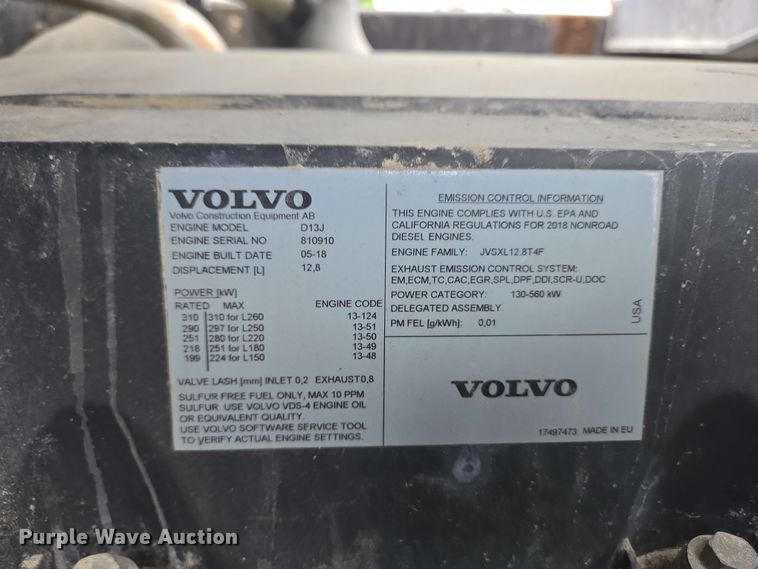 VOLVO
Volvo Construction Equipment AB
ENGINE MODEL D13J
ENGINE SERIAL NO 810910
ENGINE BUILT DATE 05-18
DISPLACEMENT [L] 12,8
POWER [kW]
RATED MAX ENGINE CODE
310 310 for L260 13-124
290 297 for L250 13-51
251 280 for L220 13-50
218 251 for L180 13-49
199 224 for L150 13-48
VALVE LASH [mm] INLET 0,2 EXHAUST 0,8
SULFUR FREE FUEL ONLY, MAX 10 PPM
SULFUR. USE VOLVO VDS-4 ENGINE OIL
OR EQUIVALENT QUALITY.
USE VOLVO SOFTWARE SERVICE TOOL
TO VERIFY ACTUAL ENGINE SETTINGS.
EMISSION CONTROL INFORMATION
THIS ENGINE COMPLIES WITH U.S. EPA AND
CALIFORNIA REGULATIONS FOR 2018 NONROAD
DIESEL ENGINES.
ENGINE FAMILY: JVSXL12.8T4F
EXHAUST EMISSION CONTROL SYSTEM:
EM,ECM,TC,CAC,EGR,SPL,DPF,DDI,SCR-U,DOC
POWER CATEGORY: 130-560 kW
DELEGATED ASSEMBLY.
PM FEL [g/kWh]: 0,01
USA
VOLVO
17497473 MADE IN EU
Purple Wave Auction